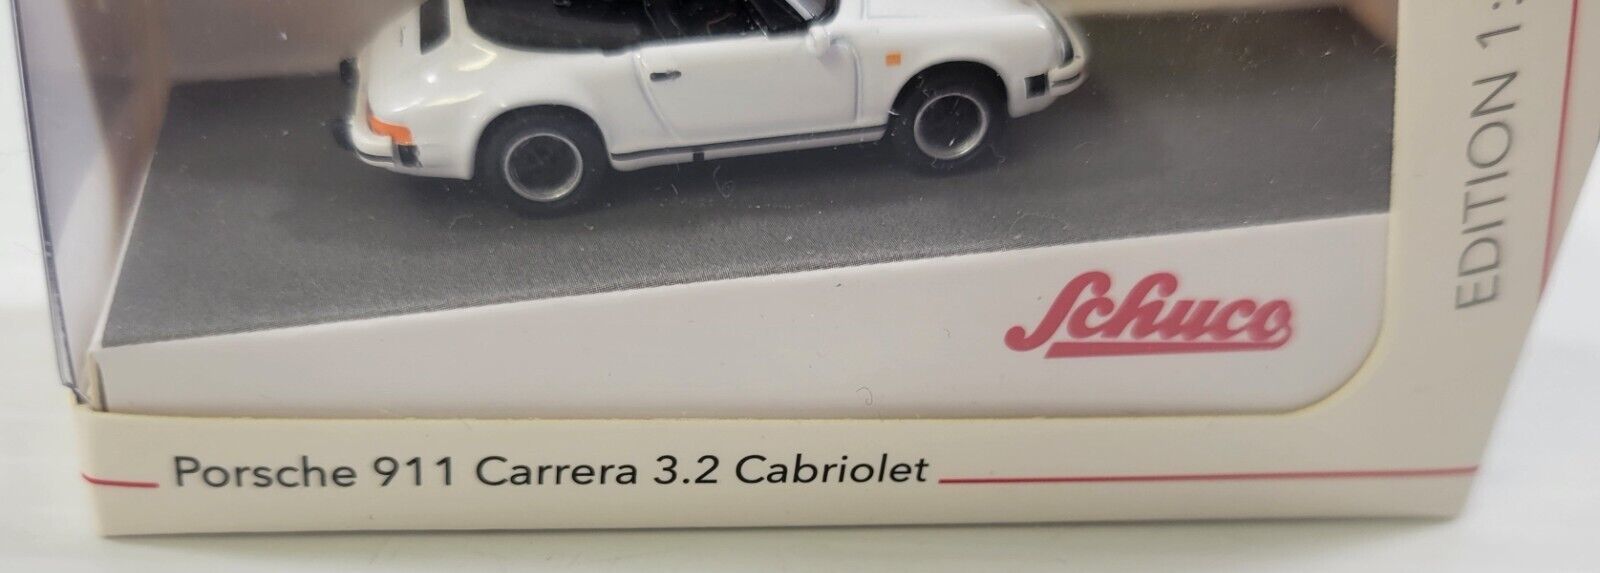 Schuco
EDITION 1:
Porsche 911 Carrera 3.2 Cabriolet